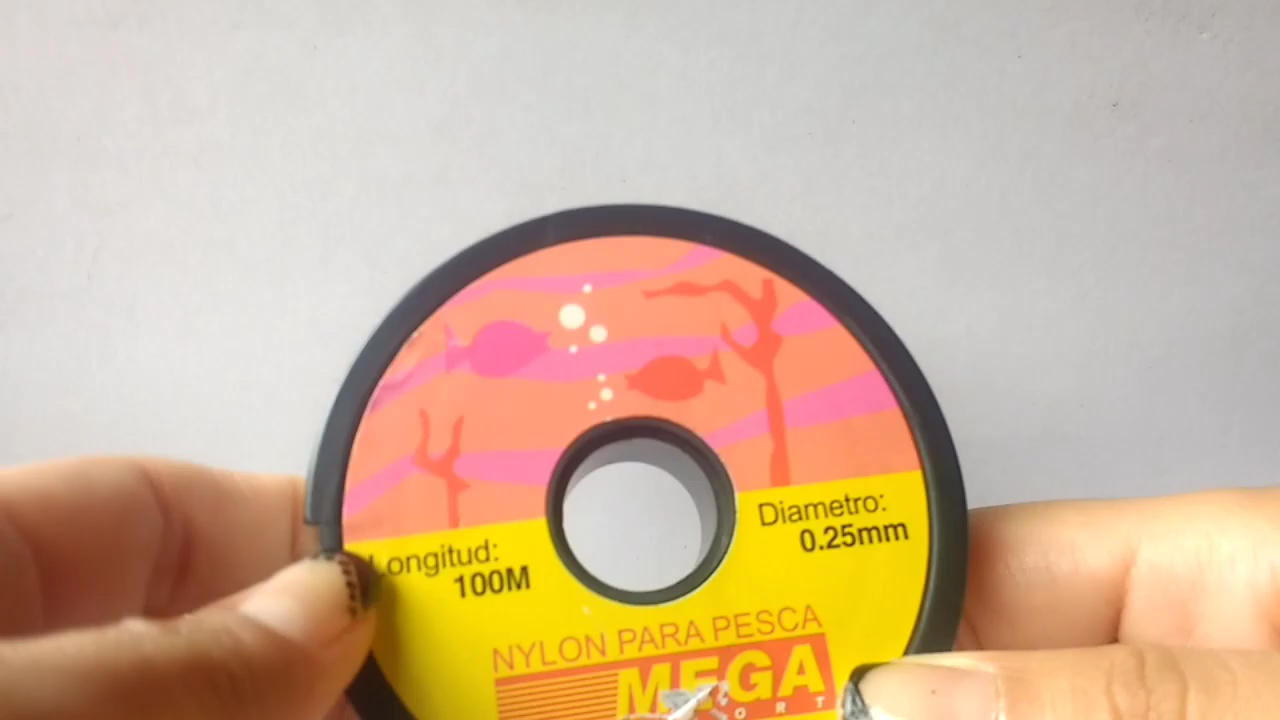 Longitud:
100M
Diametro:
0.25mm
NYLON PARA PESCA
MEGA